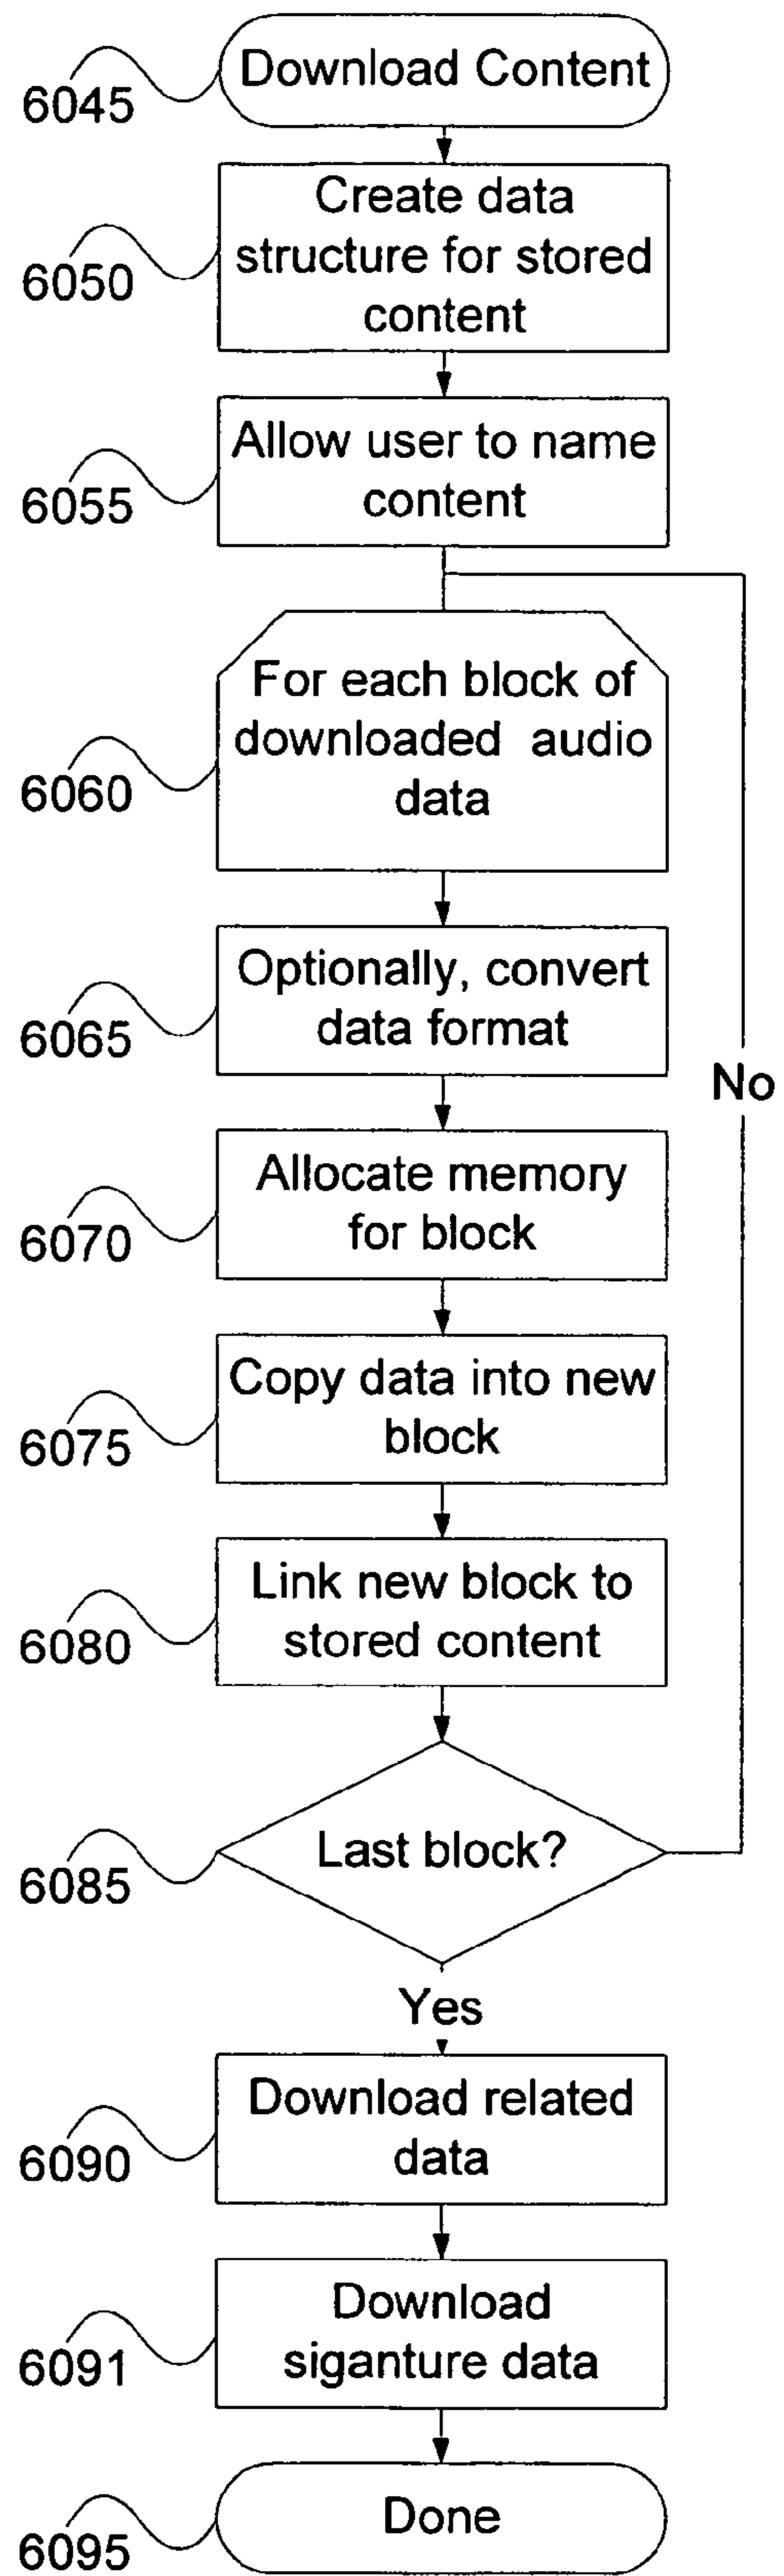 Download Content
6045
Create data
structure for stored
content
6050
Allow user to name
content
6055
For each block of
downloaded audio
data
6060
Optionally, convert
data format
6065
No
Allocate memory
for block
6070
Copy data into new
block
6075
Link new block to
stored content
6080
Last block?
6085
Yes
Download related
data
6090
Download
siganture data
6091
Done
6095